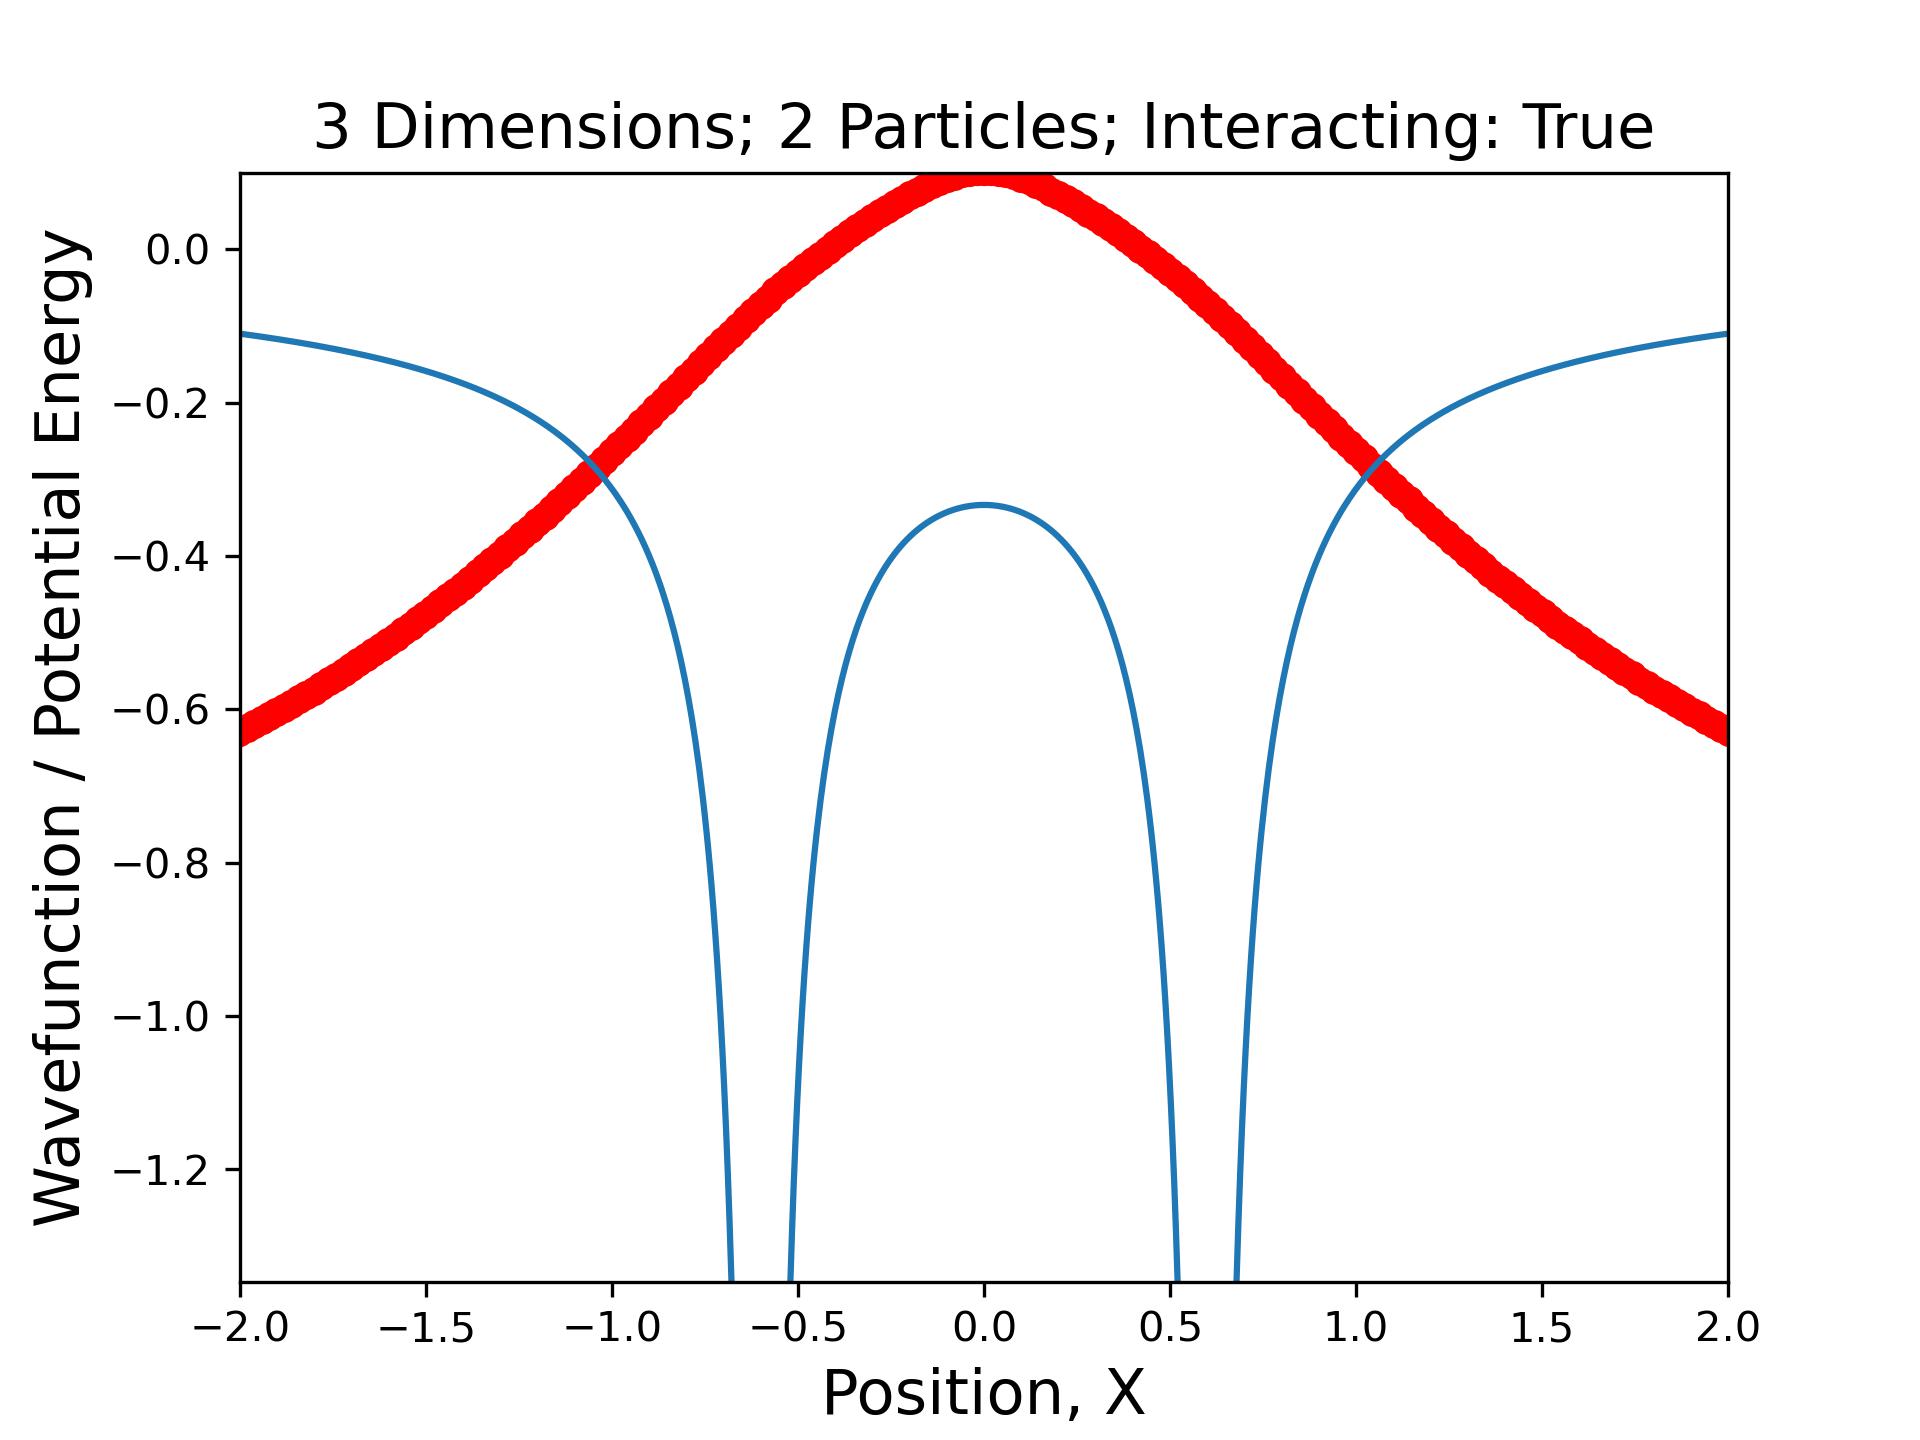 3 Dimensions; 2 Particles; Interacting: True
Wavefunction / Potential Energy
0.0
−0.2
−0.4
−0.6
−0.8
−1.0
−1.2
−2.0 −1.5 −1.0 −0.5 0.0 0.5 1.0 1.5 2.0
Position, X